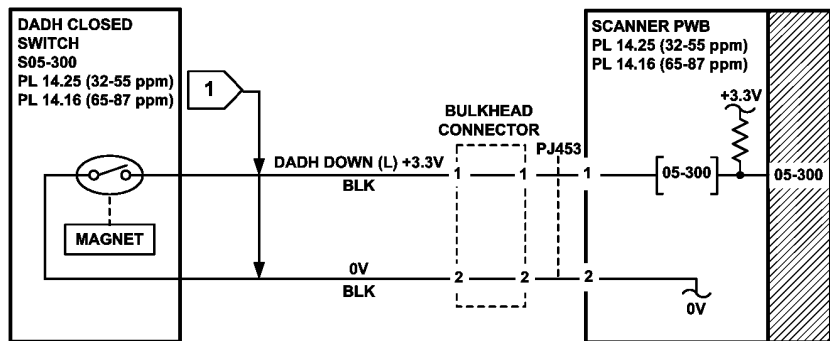 DADH CLOSED
SWITCH
S05-300
PL 14.25 (32-55 ppm)
PL 14.16 (65-87 ppm)
MAGNET
1
DADH DOWN (L) +3.3V
BLK
0V
BLK
BULKHEAD
CONNECTOR
1 1
2 2
PJ453
1
2
SCANNER PWB
PL 14.25 (32-55 ppm)
PL 14.16 (65-87 ppm)
+3.3V
05-300
05-300
0V